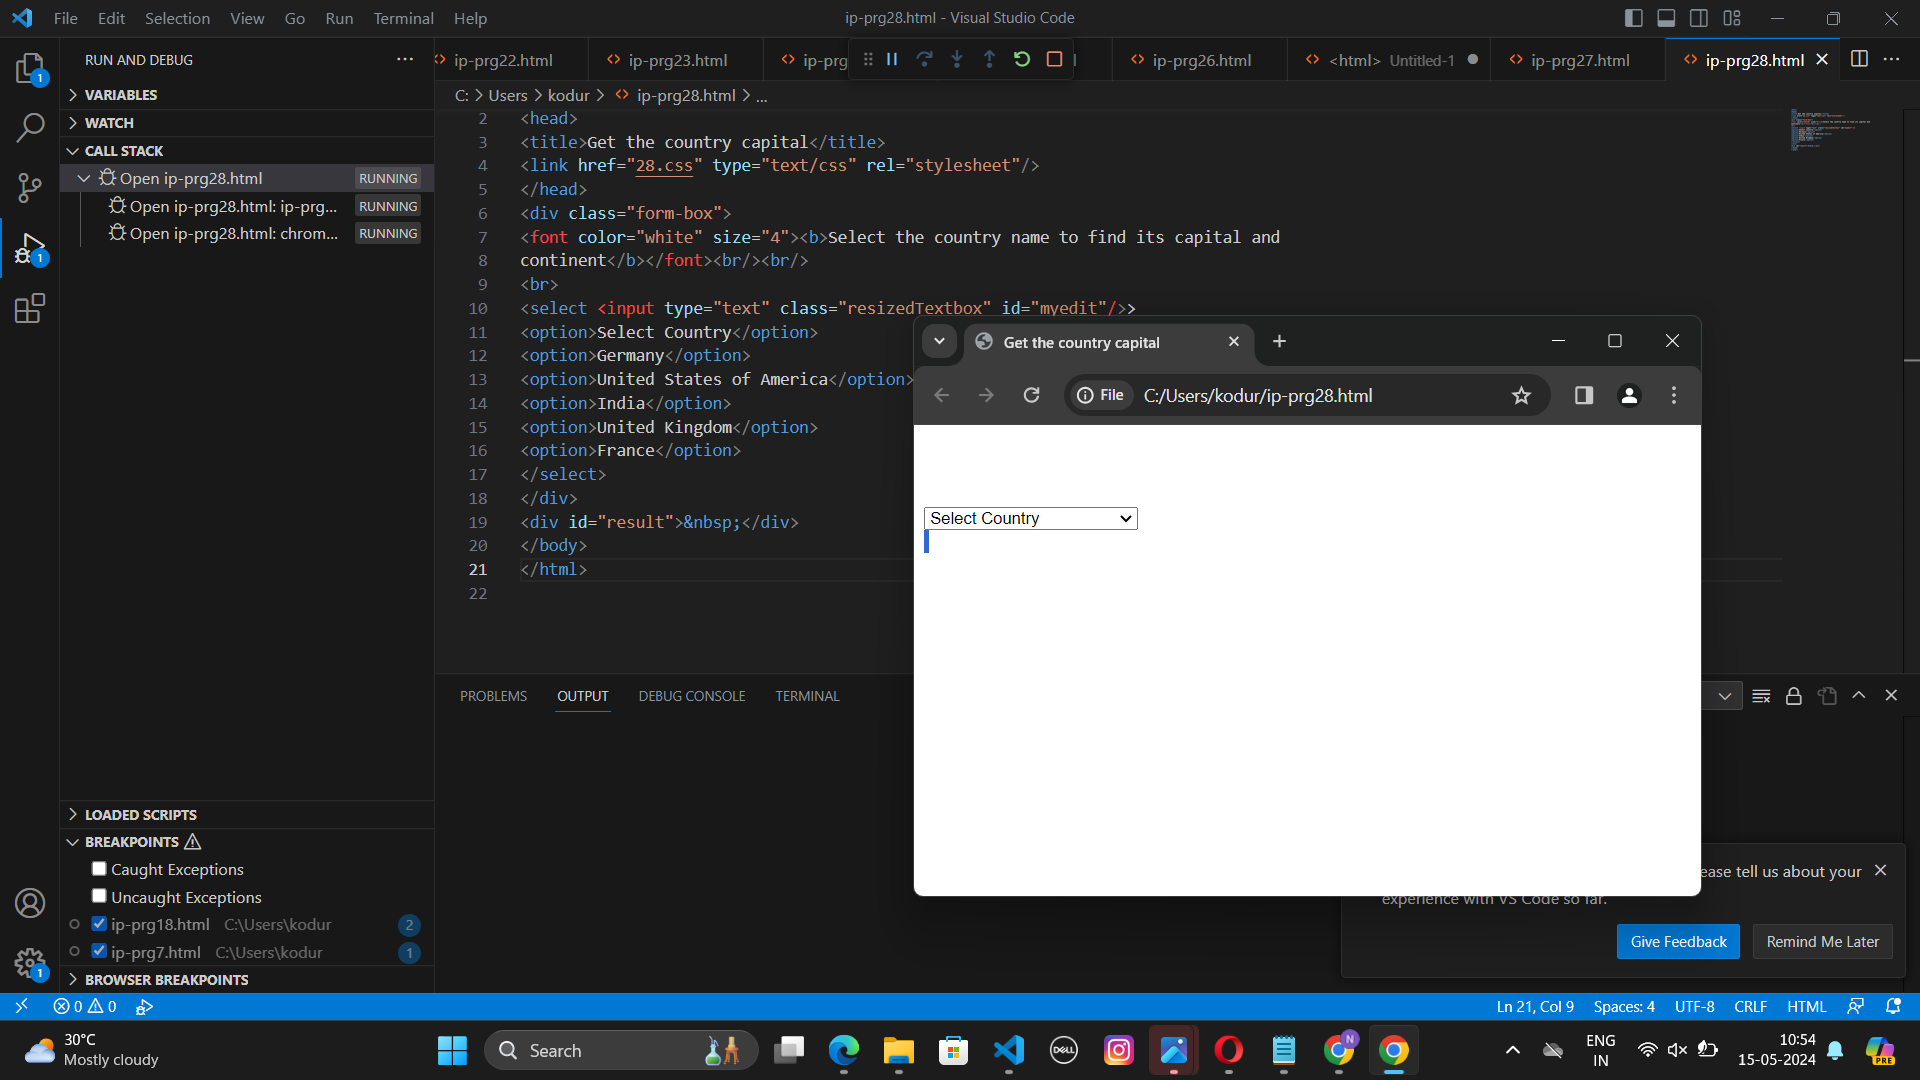 File Edit Selection View Go Run Terminal Help
ip-prg28.html - Visual Studio Code
RUN AND DEBUG
VARIABLES
WATCH
CALL STACK
Open ip-prg28.html RUNNING
Open ip-prg28.html: ip-prg... RUNNING
Open ip-prg28.html: chrom... RUNNING
LOADED SCRIPTS
BREAKPOINTS
Caught Exceptions
Uncaught Exceptions
ip-prg18.html C:\Users\kodur 2
ip-prg7.html C:\Users\kodur 1
BROWSER BREAKPOINTS
ip-prg22.html ip-prg23.html ip-prg ip-prg26.html <html> Untitled-1 ip-prg27.html ip-prg28.html
C: > Users > kodur > ip-prg28.html > ...
2 <head>
3 <title>Get the country capital</title>
4 <link href="28.css" type="text/css" rel="stylesheet"/>
5 </head>
6 <div class="form-box">
7 <font color="white" size="4"><b>Select the country name to find its capital and
8 continent</b></font><br/><br/>
9 <br>
10 <select <input type="text" class="resizedTextbox" id="myedit"/>>
11 <option>Select Country</option>
12 <option>Germany</option>
13 <option>United States of America</option>
14 <option>India</option>
15 <option>United Kingdom</option>
16 <option>France</option>
17 </select>
18 </div>
19 <div id="result">&nbsp;</div>
20 </body>
21 </html>
22
Get the country capital
File C:/Users/kodur/ip-prg28.html
Select Country
PROBLEMS OUTPUT DEBUG CONSOLE TERMINAL
ease tell us about your
experience with VS Code so far.
Give Feedback Remind Me Later
1
1
1
0 0
Ln 21, Col 9 Spaces: 4 UTF-8 CRLF HTML
30°C
Mostly cloudy
Search
DELL
N
ENG
IN
10:54
15-05-2024
PRE